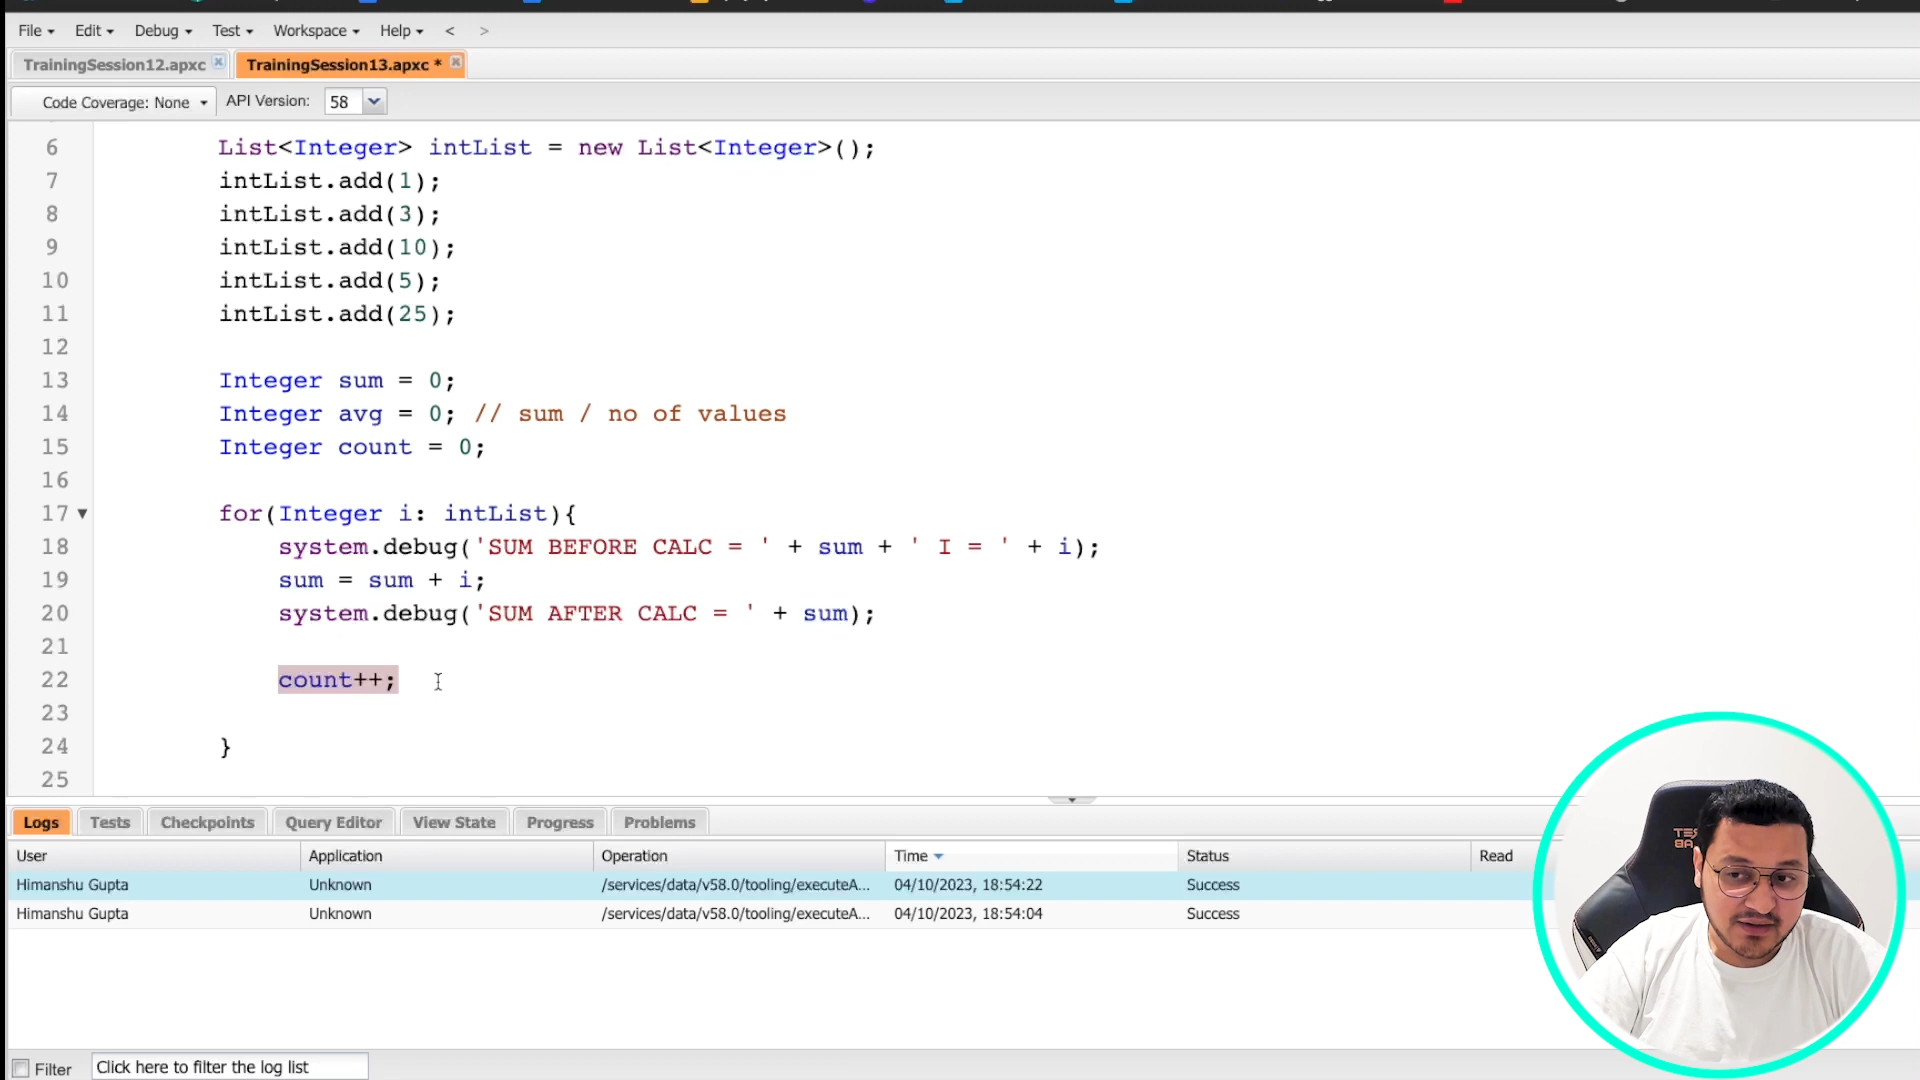 File Edit Debug Test Workspace Help < >
TrainingSession12.apxc TrainingSession13.apxc *
Code Coverage: None API Version: 58
6 List<Integer> intList = new List<Integer>();
7 intList.add(1);
8 intList.add(3);
9 intList.add(10);
10 intList.add(5);
11 intList.add(25);
12
13 Integer sum = 0;
14 Integer avg = 0; // sum / no of values
15 Integer count = 0;
16
17 for(Integer i: intList){
18 system.debug('SUM BEFORE CALC = ' + sum + ' I = ' + i);
19 sum = sum + i;
20 system.debug('SUM AFTER CALC = ' + sum);
21
22 count++;
23
24 }
25
Logs Tests Checkpoints Query Editor View State Progress Problems
User Application Operation Time Status Read
Himanshu Gupta Unknown /services/data/v58.0/tooling/executeA... 04/10/2023, 18:54:22 Success
Himanshu Gupta Unknown /services/data/v58.0/tooling/executeA... 04/10/2023, 18:54:04 Success
Filter Click here to filter the log list